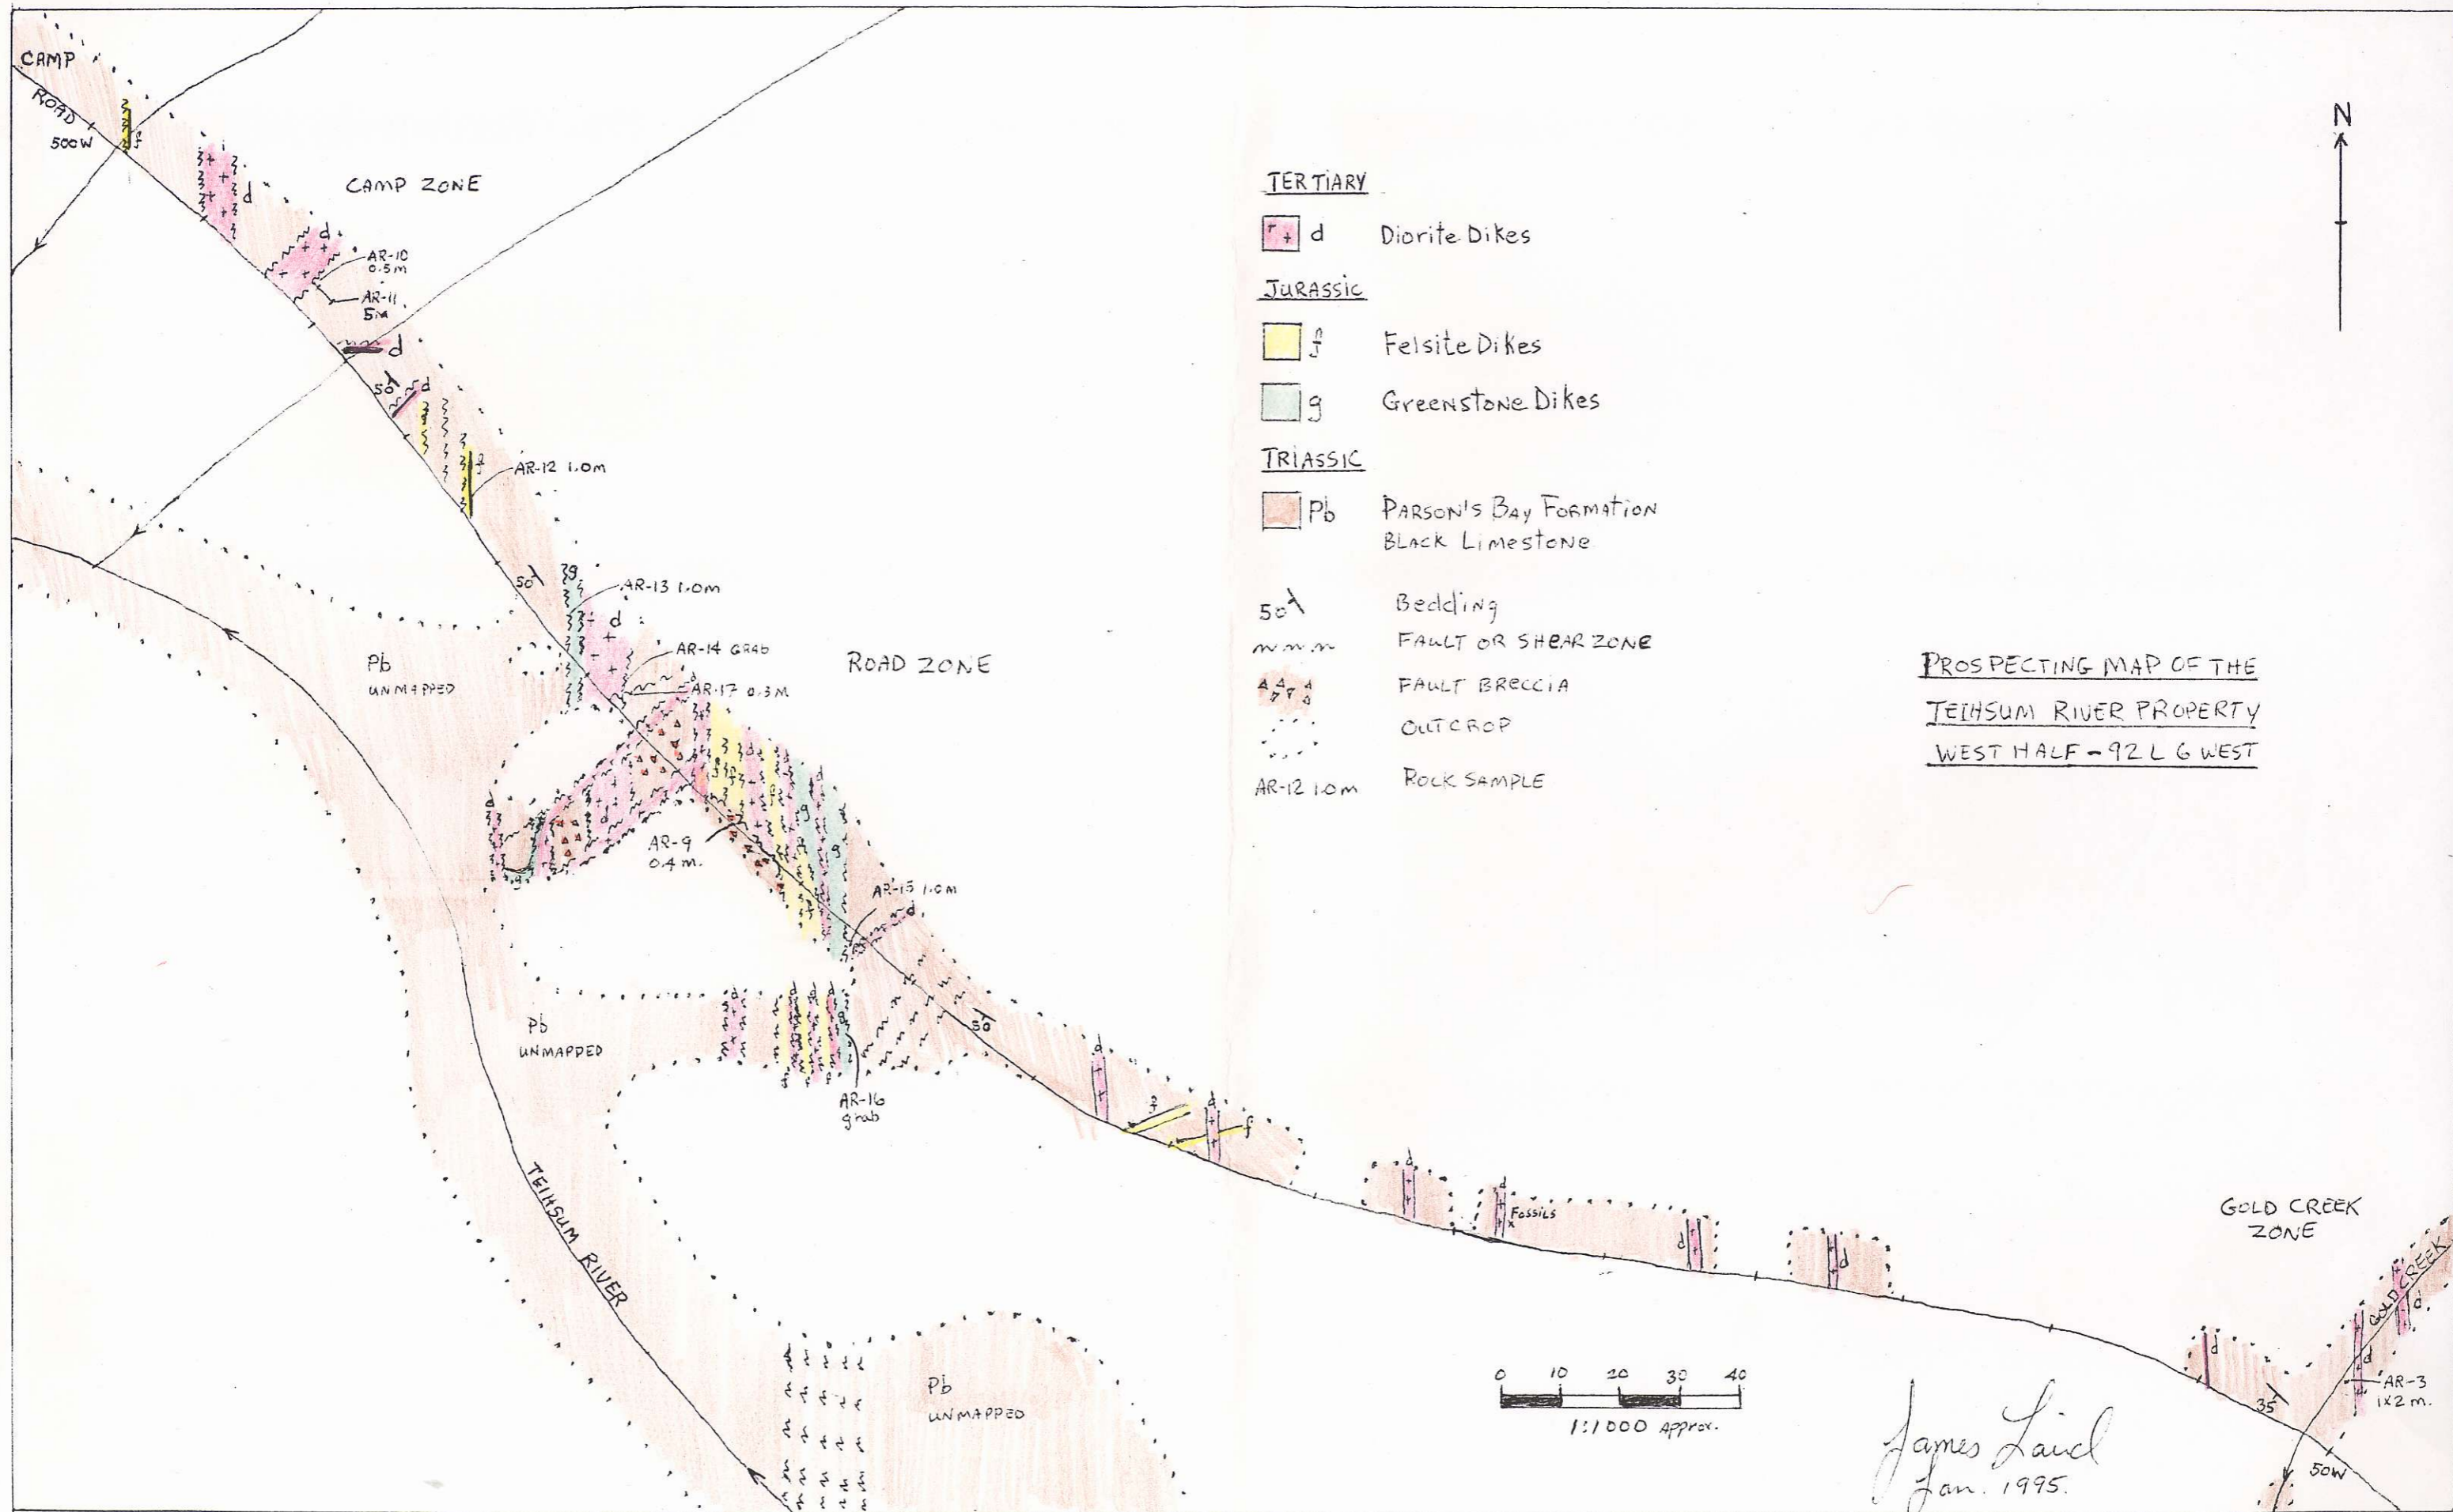 CAMP
ROAD
500W
f
d
CAMP ZONE
d
AR-10
0.5m
AR-11
5m
d
50
d
f
AR-12 1.0m
50
g
AR-13 1.0m
d
AR-14 GRAB
d
AR-17 0.3M
ROAD ZONE
Pb
UNMAPPED
d
d
g
f
g
g
AR-9
0.4m.
AR-15 1.0m
d
50
d
d
d
d
g
Pb
UNMAPPED
AR-16
grab
d
f
d
f
d
d
Fossils
x
d
d
TEIHSUM RIVER
Pb
UNMAPPED
GOLD CREEK
ZONE
GOLD CREEK
d
d
d
AR-3
1x2 m.
35
50W
N
TERTIARY
d Diorite Dikes
JURASSIC
f Felsite Dikes
g Greenstone Dikes
TRIASSIC
Pb PARSON'S BAY FORMATION
BLACK Limestone
50 Bedding
FAULT OR SHEAR ZONE
FAULT BRECCIA
OUTCROP
AR-12 1.0m ROCK SAMPLE
PROSPECTING MAP OF THE
TEIHSUM RIVER PROPERTY
WEST HALF - 92 L 6 WEST
0 10 20 30 40
1:1000 Approx.
James Laird
Jan. 1995.